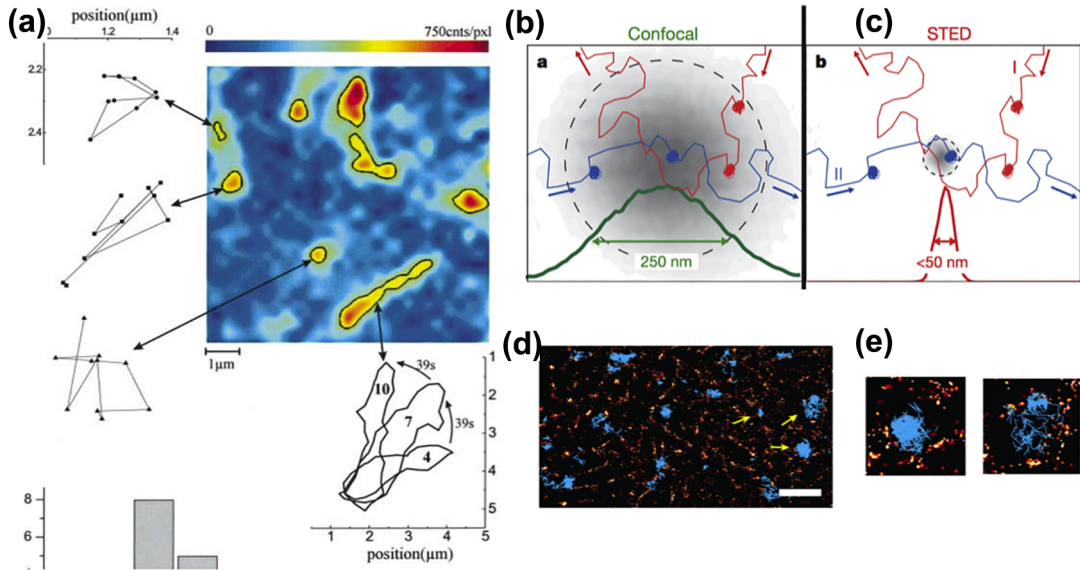 (a)
position(µm)
0
1.2
1.4
2.2
2.4
0
750cnts/pxl
1µm
39s
39s
10
7
4
1
2
3
4
5
1
2
3
4
5
position(µm)
8
6
(b)
Confocal
a
250 nm
(c)
STED
b
I
II
<50 nm
(d)
(e)